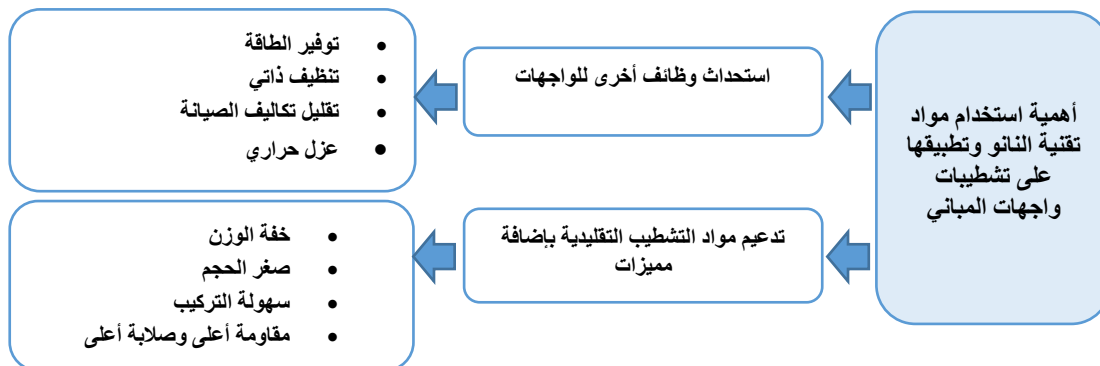 أهمية استخدام مواد
تقنية النانو وتطبيقها
على تشطيبات
واجهات المباني
استحداث وظائف أخرى للواجهات
• توفير الطاقة
• تنظيف ذاتي
• تقليل تكاليف الصيانة
• عزل حراري
تدعيم مواد التشطيب التقليدية بإضافة
مميزات
• خفة الوزن
• صغر الحجم
• سهولة التركيب
• مقاومة أعلى وصلابة أعلى